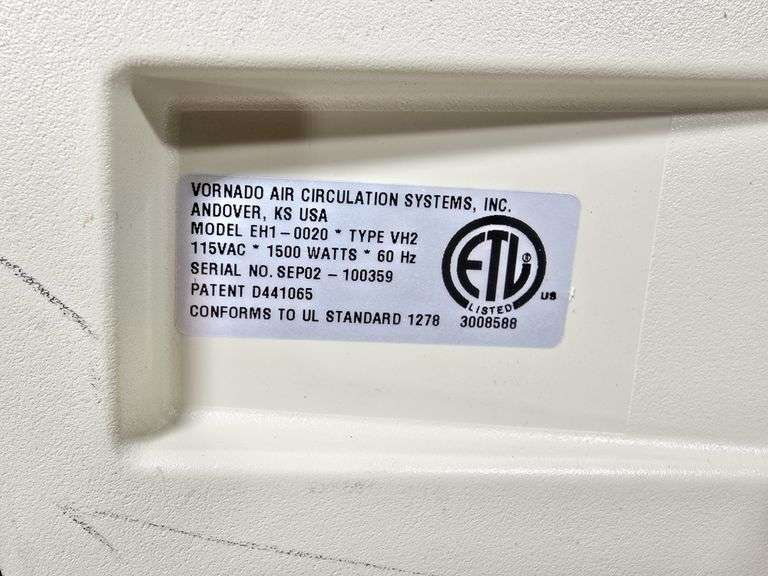 VORNADO AIR CIRCULATION SYSTEMS, INC.
ANDOVER, KS USA
MODEL EH1-0020 * TYPE VH2
115VAC * 1500 WATTS * 60 Hz
SERIAL NO. SEP02-100359
PATENT D441065
CONFORMS TO UL STANDARD 1278
ETL ®
LISTED
US
3008588